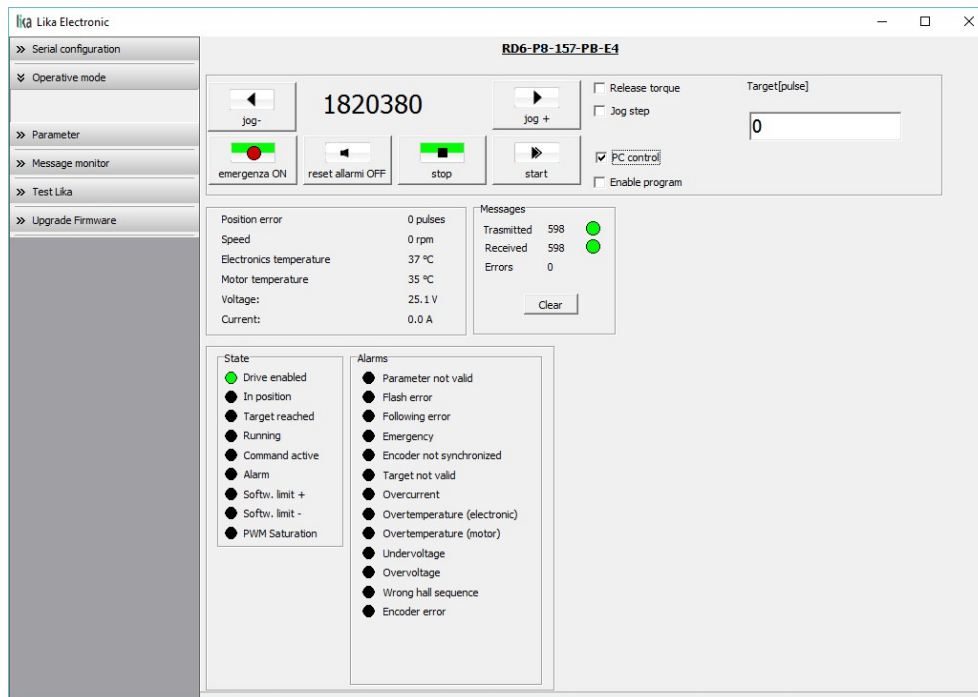 lika Lika Electronic
Serial configuration
Operative mode
Parameter
Message monitor
Test Lika
Upgrade Firmware
RD6-P8-157-PB-E4
jog-
1820380
jog +
Release torque
Jog step
Target[pulse]
0
emergenza ON
reset allarmi OFF
stop
start
PC control
Enable program
Position error 0 pulses
Speed 0 rpm
Electronics temperature 37 ºC
Motor temperature 35 ºC
Voltage: 25.1 V
Current: 0.0 A
Messages
Trasmitted 598
Received 598
Errors 0
Clear
State
Drive enabled
In position
Target reached
Running
Command active
Alarm
Softw. limit +
Softw. limit -
PWM Saturation
Alarms
Parameter not valid
Flash error
Following error
Emergency
Encoder not synchronized
Target not valid
Overcurrent
Overtemperature (electronic)
Overtemperature (motor)
Undervoltage
Overvoltage
Wrong hall sequence
Encoder error